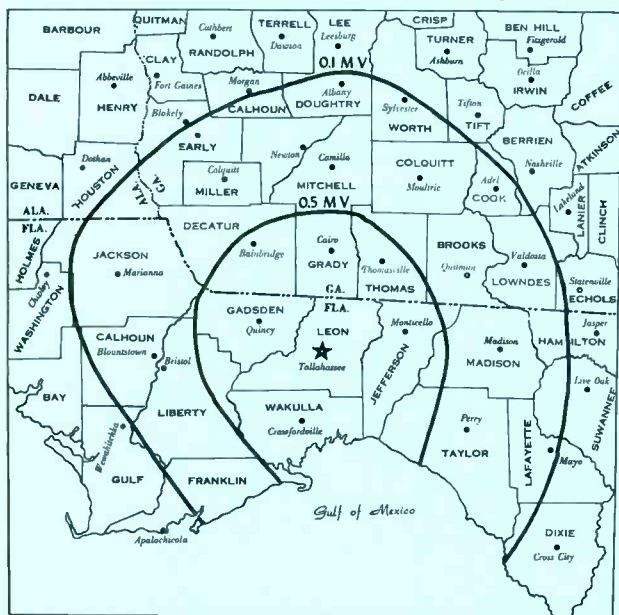 QUITMAN
TERRELL
LEE
CRISP
BEN HILL
BARBOUR
Cuthbert
Leesburg
TURNER
Fitzgerald
RANDOLPH
Dawson
Ashburn
CLAY
0.1 MV
Ocilla
Abbeville
Fort Gaines
Morgan
Albany
IRWIN
DALE
HENRY
CALHOUN
DOUGHTRY
Sylvester
Tifton
COFFEE
Blakely
WORTH
TIFT
BERRIEN
EARLY
Newton
ATKINSON
Dothan
Colquitt
Camilla
COLQUITT
Nashville
HOUSTON
ALA.
GA.
MILLER
MITCHELL
Moultrie
Adel
GENEVA
COOK
Lakeland
LANIER
CLINCH
ALA.
FLA.
DECATUR
0.5 MV
HOLMES
JACKSON
Bainbridge
Cairo
BROOKS
Valdosta
Marianna
GRADY
Thomasville
Quitman
LOWNDES
Statenville
Chipley
THOMAS
ECHOLS
WASHINGTON
GA.
FLA.
GADSDEN
LEON
Monticello
Jasper
CALHOUN
Quincy
Madison
HAMILTON
Blountstown
Bristol
Tallahassee
JEFFERSON
MADISON
Live Oak
BAY
LIBERTY
WAKULLA
Perry
LAFAYETTE
SUWANNEE
Wewahitchka
Crawfordville
TAYLOR
Mayo
GULF
FRANKLIN
Gulf of Mexico
DIXIE
Apalachicola
Cross City